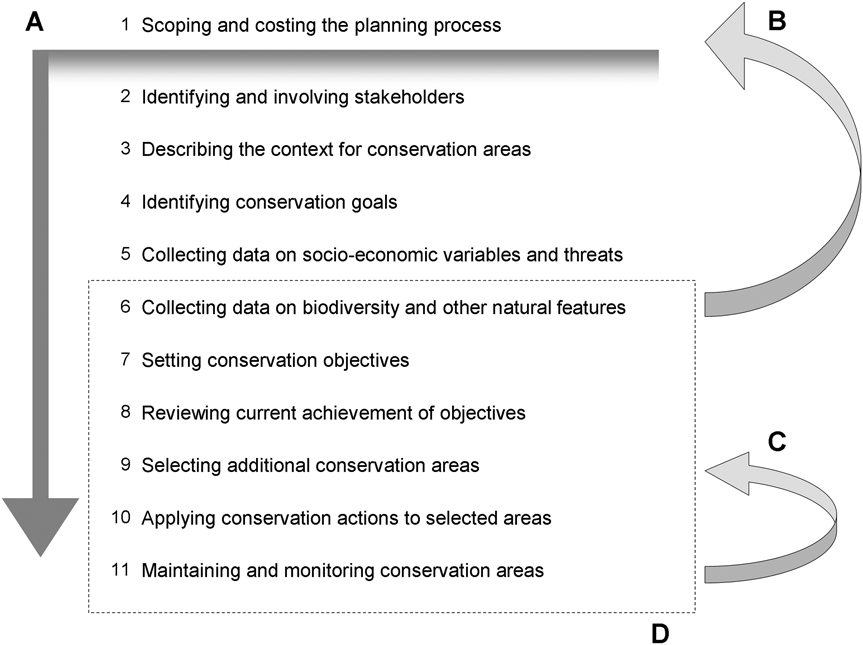 A
1 Scoping and costing the planning process
B
2 Identifying and involving stakeholders
3 Describing the context for conservation areas
4 Identifying conservation goals
5 Collecting data on socio-economic variables and threats
6 Collecting data on biodiversity and other natural features
7 Setting conservation objectives
8 Reviewing current achievement of objectives
C
9 Selecting additional conservation areas
10 Applying conservation actions to selected areas
11 Maintaining and monitoring conservation areas
D